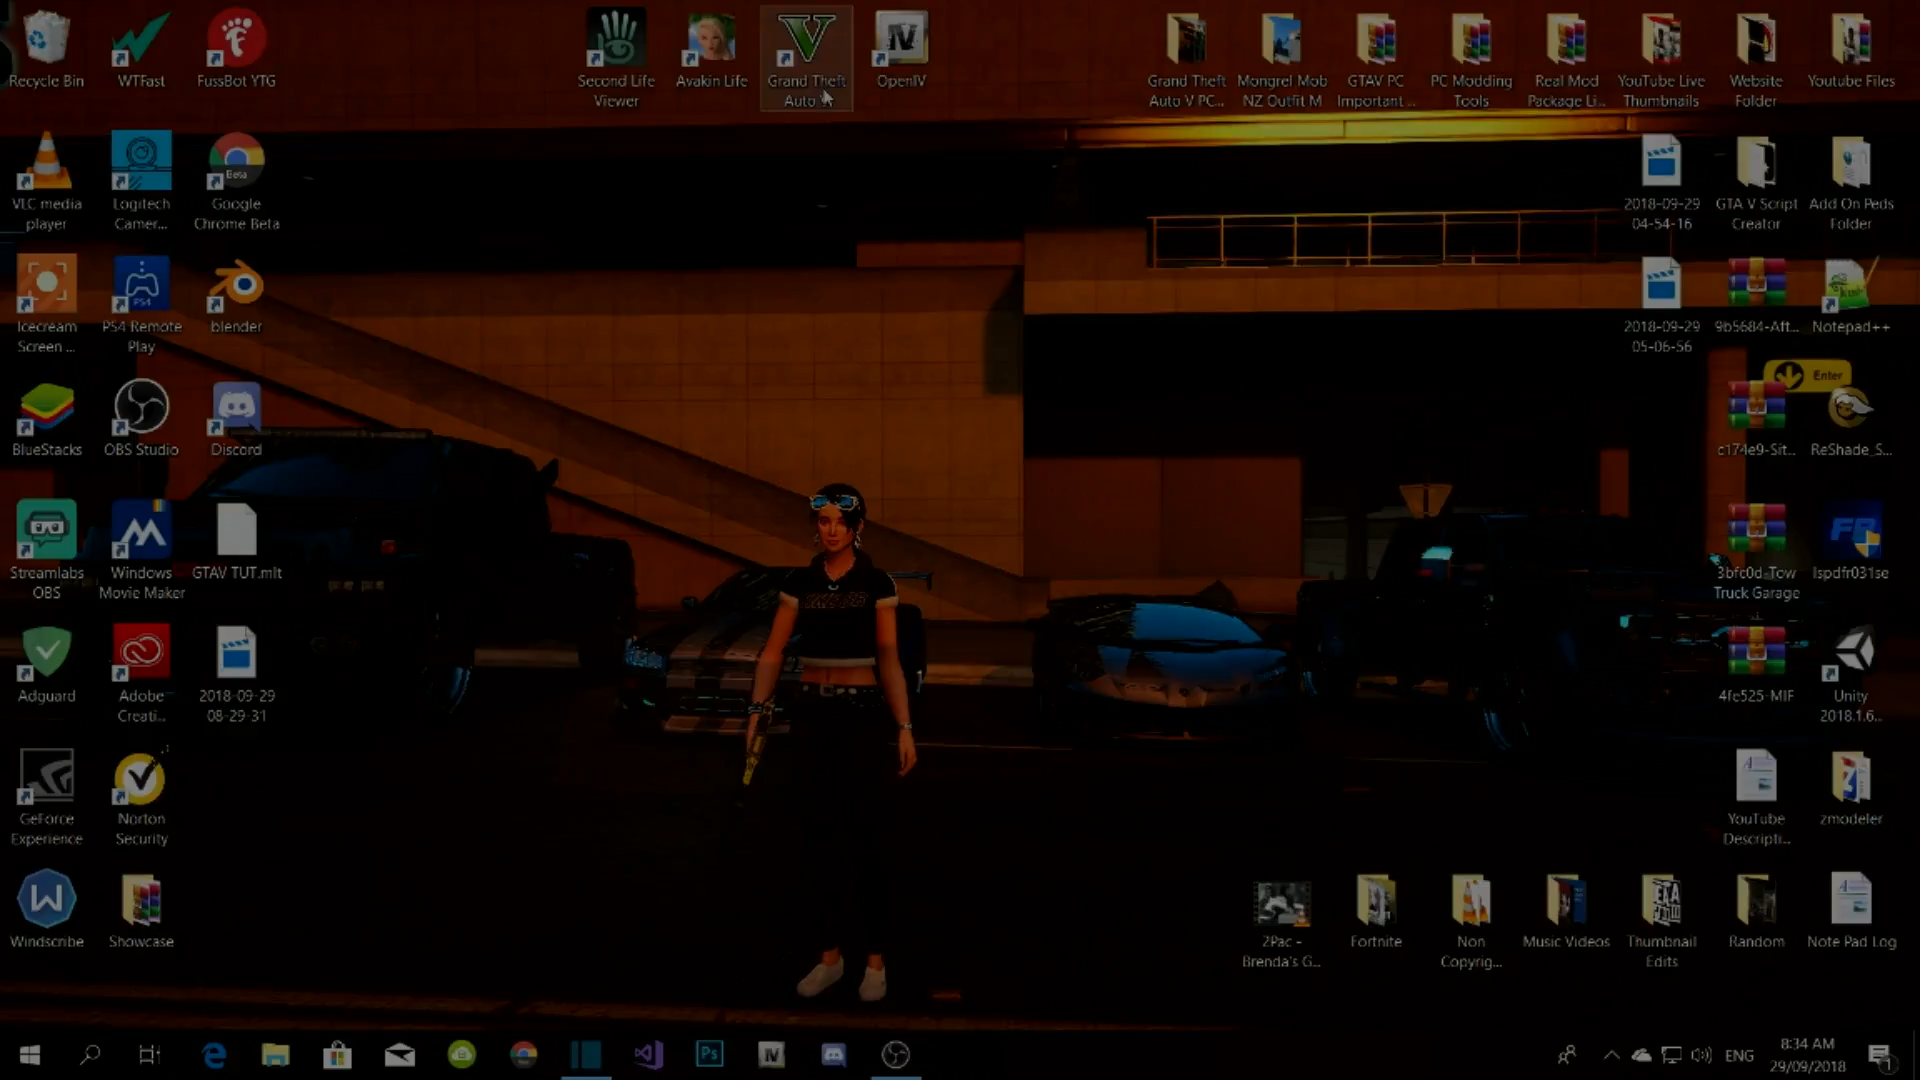 Recycle Bin
WTFast
FussBot YTG
Second Life
Viewer
Avakin Life
Grand Theft
Auto V
OpenIV
Grand Theft
Auto V PC...
Mongrel Mob
NZ Outfit M
GTAV PC
Important ...
PC Modding
Tools
Real Mod
Package Li...
YouTube Live
Thumbnails
Website
Folder
Youtube Files
VLC media
player
Logitech
Camer...
Beta
Google
Chrome Beta
2018-09-29
04-54-16
GTA V Script
Creator
Add On Peds
Folder
Icecream
Screen ...
PS4
PS4 Remote
Play
blender
2018-09-29
05-06-56
9b5684-Aft...
Notepad++
Enter
BlueStacks
OBS Studio
Discord
c174e9-Sit...
ReShade_S...
Streamlabs
OBS
Windows
Movie Maker
GTAV TUT.mlt
3bfc0d-Tow
Truck Garage
lspdfr031se
Adguard
Adobe
Creati...
2018-09-29
08-29-31
4fe525-MIF
Unity
2018.1.6...
GeForce
Experience
Norton
Security
YouTube
Descripti...
zmodeler
Windscribe
Showcase
2Pac -
Brenda's G...
Fortnite
Non
Copyrig...
Music Videos
Thumbnail
Edits
Random
Note Pad Log
Ps
IV
ENG
8:34 AM
29/09/2018
1